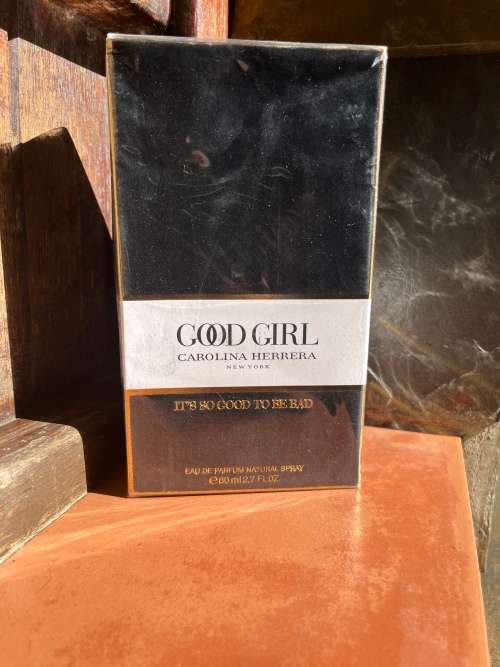 GOOD GIRL
CAROLINA HERRERA
NEW YORK
IT'S SO GOOD TO BE BAD
EAU DE PARFUM NATURAL SPRAY
℮80 ml 2.7 FL.OZ